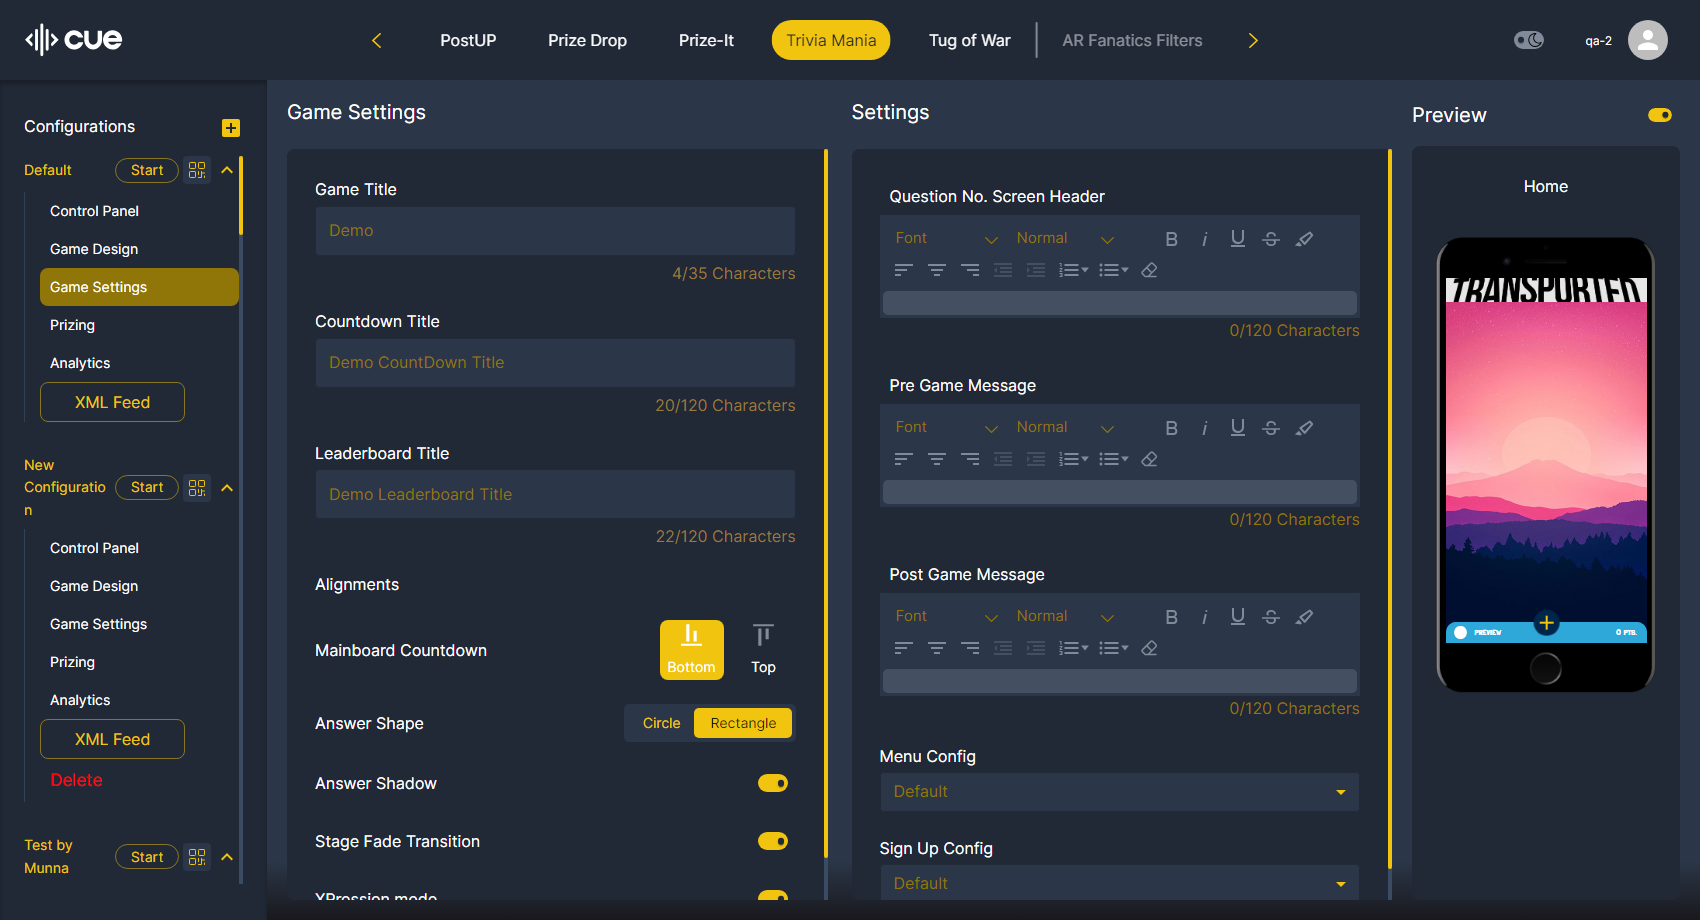 cue
PostUP
Prize Drop
Prize-It
Trivia Mania
Tug of War
AR Fanatics Filters
qa-2
Configurations
Default
Start
Control Panel
Game Design
Game Settings
Prizing
Analytics
XML Feed
New
Configuratio
n
Start
Control Panel
Game Design
Game Settings
Prizing
Analytics
XML Feed
Delete
Test by
Munna
Start
Game Settings
Game Title
Demo
4/35 Characters
Countdown Title
Demo CountDown Title
20/120 Characters
Leaderboard Title
Demo Leaderboard Title
22/120 Characters
Alignments
Mainboard Countdown
Bottom
Top
Answer Shape
Circle
Rectangle
Answer Shadow
Stage Fade Transition
XPression mode
Settings
Question No. Screen Header
Font
Normal
0/120 Characters
Pre Game Message
Font
Normal
0/120 Characters
Post Game Message
Font
Normal
0/120 Characters
Menu Config
Default
Sign Up Config
Default
Preview
Home
TRANSPORTED
PREVIEW
0 PTS.